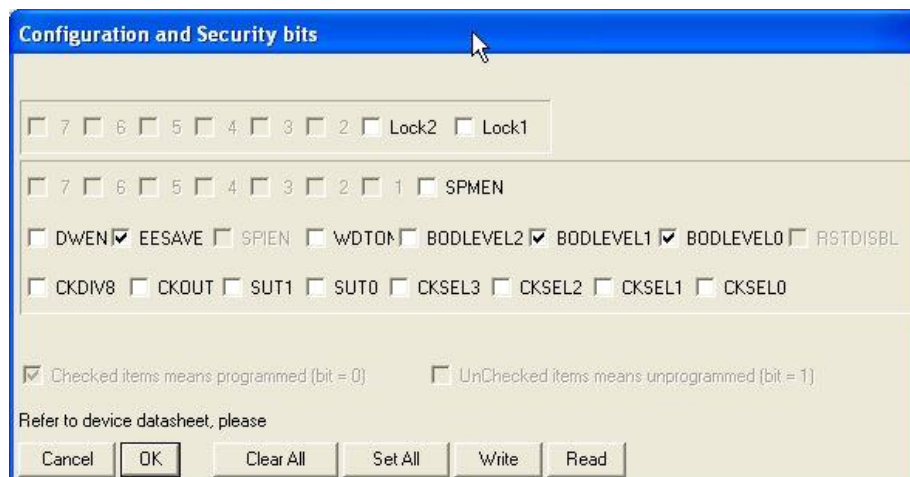 Configuration and Security bits
7 6 5 4 3 2 Lock2 Lock1
7 6 5 4 3 2 1 SPMEN
DWEN EESAVE SPIEN WDTON BODLEVEL2 BODLEVEL1 BODLEVEL0 RSTDISBL
CKDIV8 CKOUT SUT1 SUT0 CKSEL3 CKSEL2 CKSEL1 CKSEL0
Checked items means programmed (bit = 0) UnChecked items means unprogrammed (bit = 1)
Refer to device datasheet, please
Cancel OK Clear All Set All Write Read